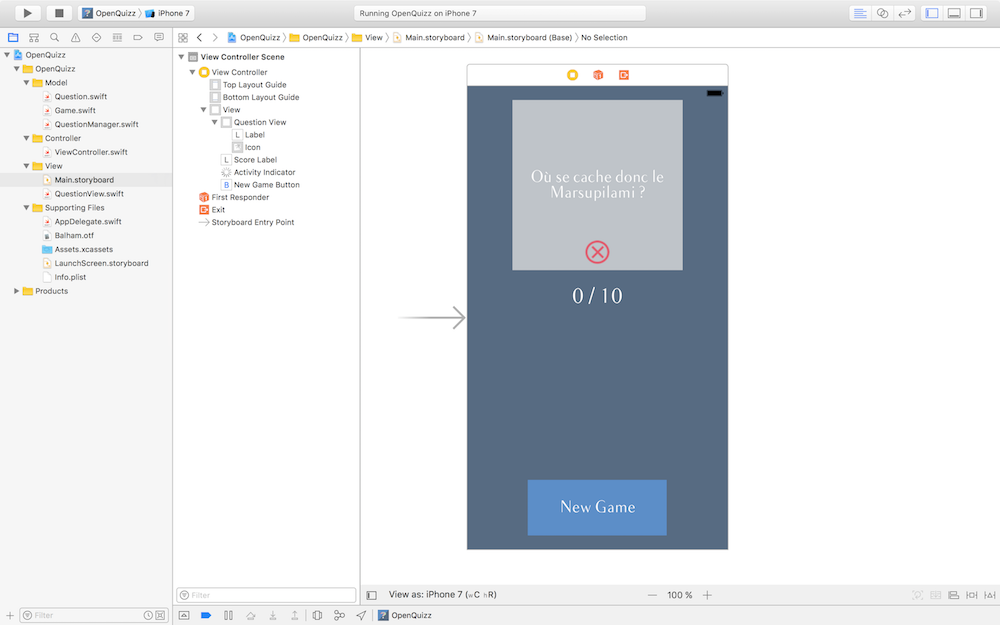 OpenQuizz
iPhone 7
Running OpenQuizz on iPhone 7
OpenQuizz
OpenQuizz
View
Main.storyboard
Main.storyboard (Base)
No Selection
OpenQuizz
OpenQuizz
Model
Question.swift
Game.swift
QuestionManager.swift
Controller
ViewController.swift
View
Main.storyboard
QuestionView.swift
Supporting Files
AppDelegate.swift
Balham.otf
Assets.xcassets
LaunchScreen.storyboard
Info.plist
Products
View Controller Scene
View Controller
Top Layout Guide
Bottom Layout Guide
View
Question View
L Label
Icon
L Score Label
Activity Indicator
B New Game Button
First Responder
Exit
Storyboard Entry Point
Où se cache donc le
Marsupilami ?
0 / 10
New Game
Filter
View as: iPhone 7 (wC hR)
100 %
Filter
OpenQuizz